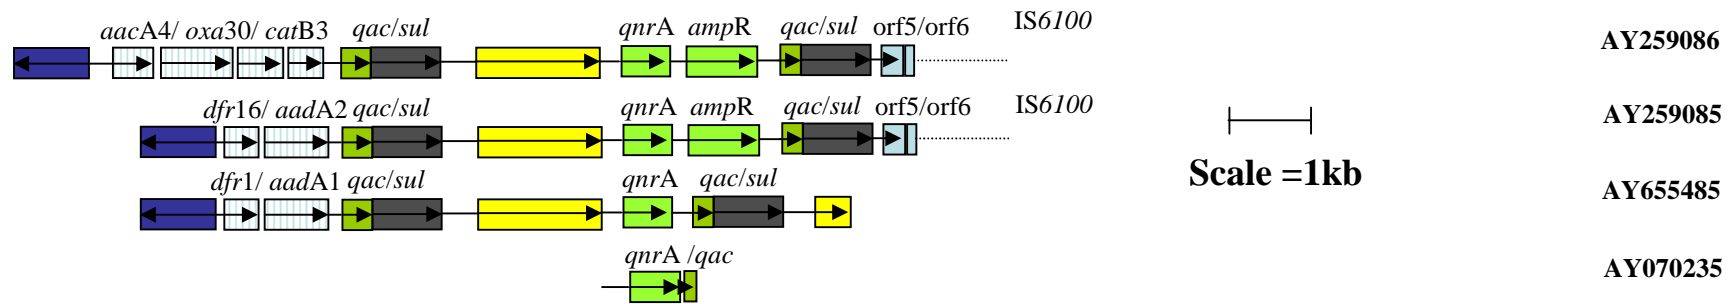 aacA4/ oxa30/ catB3 qac/sul qnrA ampR qac/sul orf5/orf6 IS6100 AY259086
dfr16/ aadA2 qac/sul qnrA ampR qac/sul orf5/orf6 IS6100 AY259085
Scale =1kb
dfr1/ aadA1 qac/sul qnrA qac/sul AY655485
qnrA /qac AY070235